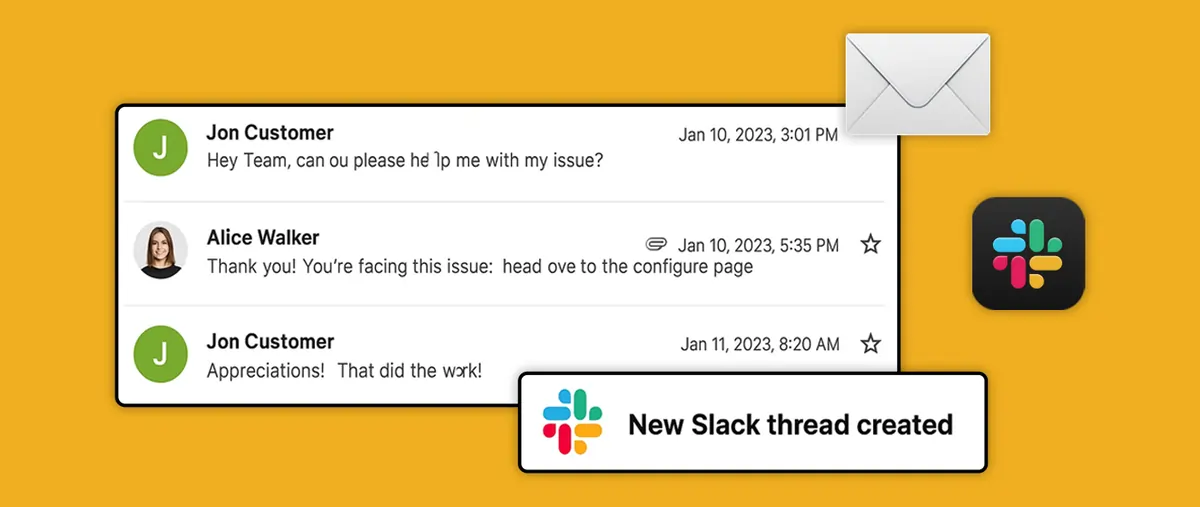 J
Jon Customer
Jan 10, 2023, 3:01 PM
Hey Team, can ou please me with my issue?
Alice Walker
Jan 10, 2023, 5:35 PM
Thank you! You're facing this issue: head ove to the configure page
J
Jon Customer
Jan 11, 2023, 8:20 AM
Appreciations! That did the work!
New Slack thread created